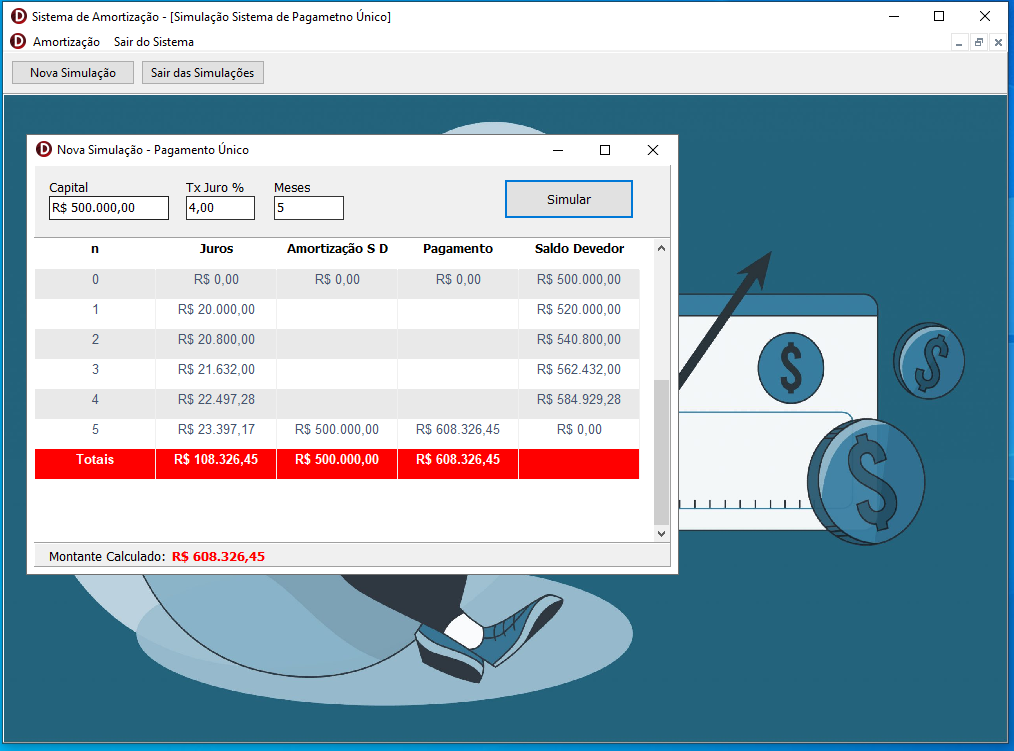 Sistema de Amortização - [Simulação Sistema de Pagametno Único]
Amortização Sair do Sistema
Nova Simulação Sair das Simulações
Nova Simulação - Pagamento Único
Capital Tx Juro % Meses
R$ 500.000,00 4,00 5 Simular
n Juros Amortização S D Pagamento Saldo Devedor
0 R$ 0,00 R$ 0,00 R$ 0,00 R$ 500.000,00
1 R$ 20.000,00 R$ 520.000,00
2 R$ 20.800,00 R$ 540.800,00
3 R$ 21.632,00 R$ 562.432,00
4 R$ 22.497,28 R$ 584.929,28
5 R$ 23.397,17 R$ 500.000,00 R$ 608.326,45 R$ 0,00
Totais R$ 108.326,45 R$ 500.000,00 R$ 608.326,45
Montante Calculado: R$ 608.326,45
$
$
$